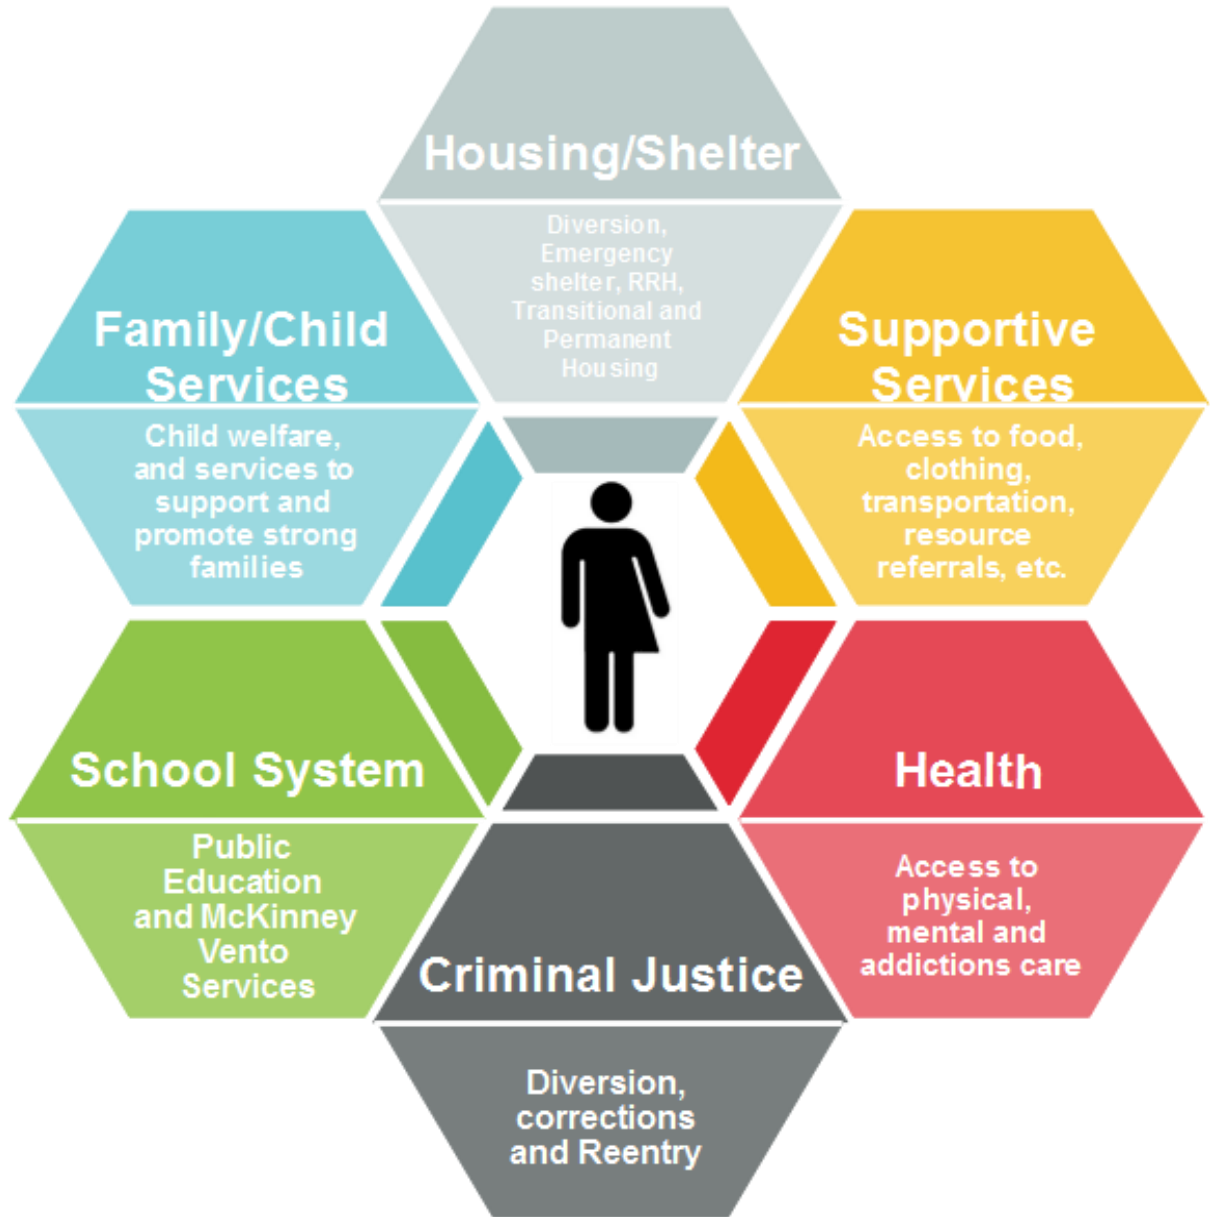 Housing/Shelter
Diversion,
Emergency
shelter, RRH,
Transitional and
Permanent
Housing
Family/Child
Services
Child welfare,
and services to
support and
promote strong
families
Supportive
Services
Access to food,
clothing,
transportation,
resource
referrals, etc.
School System
Public
Education
and McKinney
Vento
Services
Health
Access to
physical,
mental and
addictions care
Criminal Justice
Diversion,
corrections
and Reentry